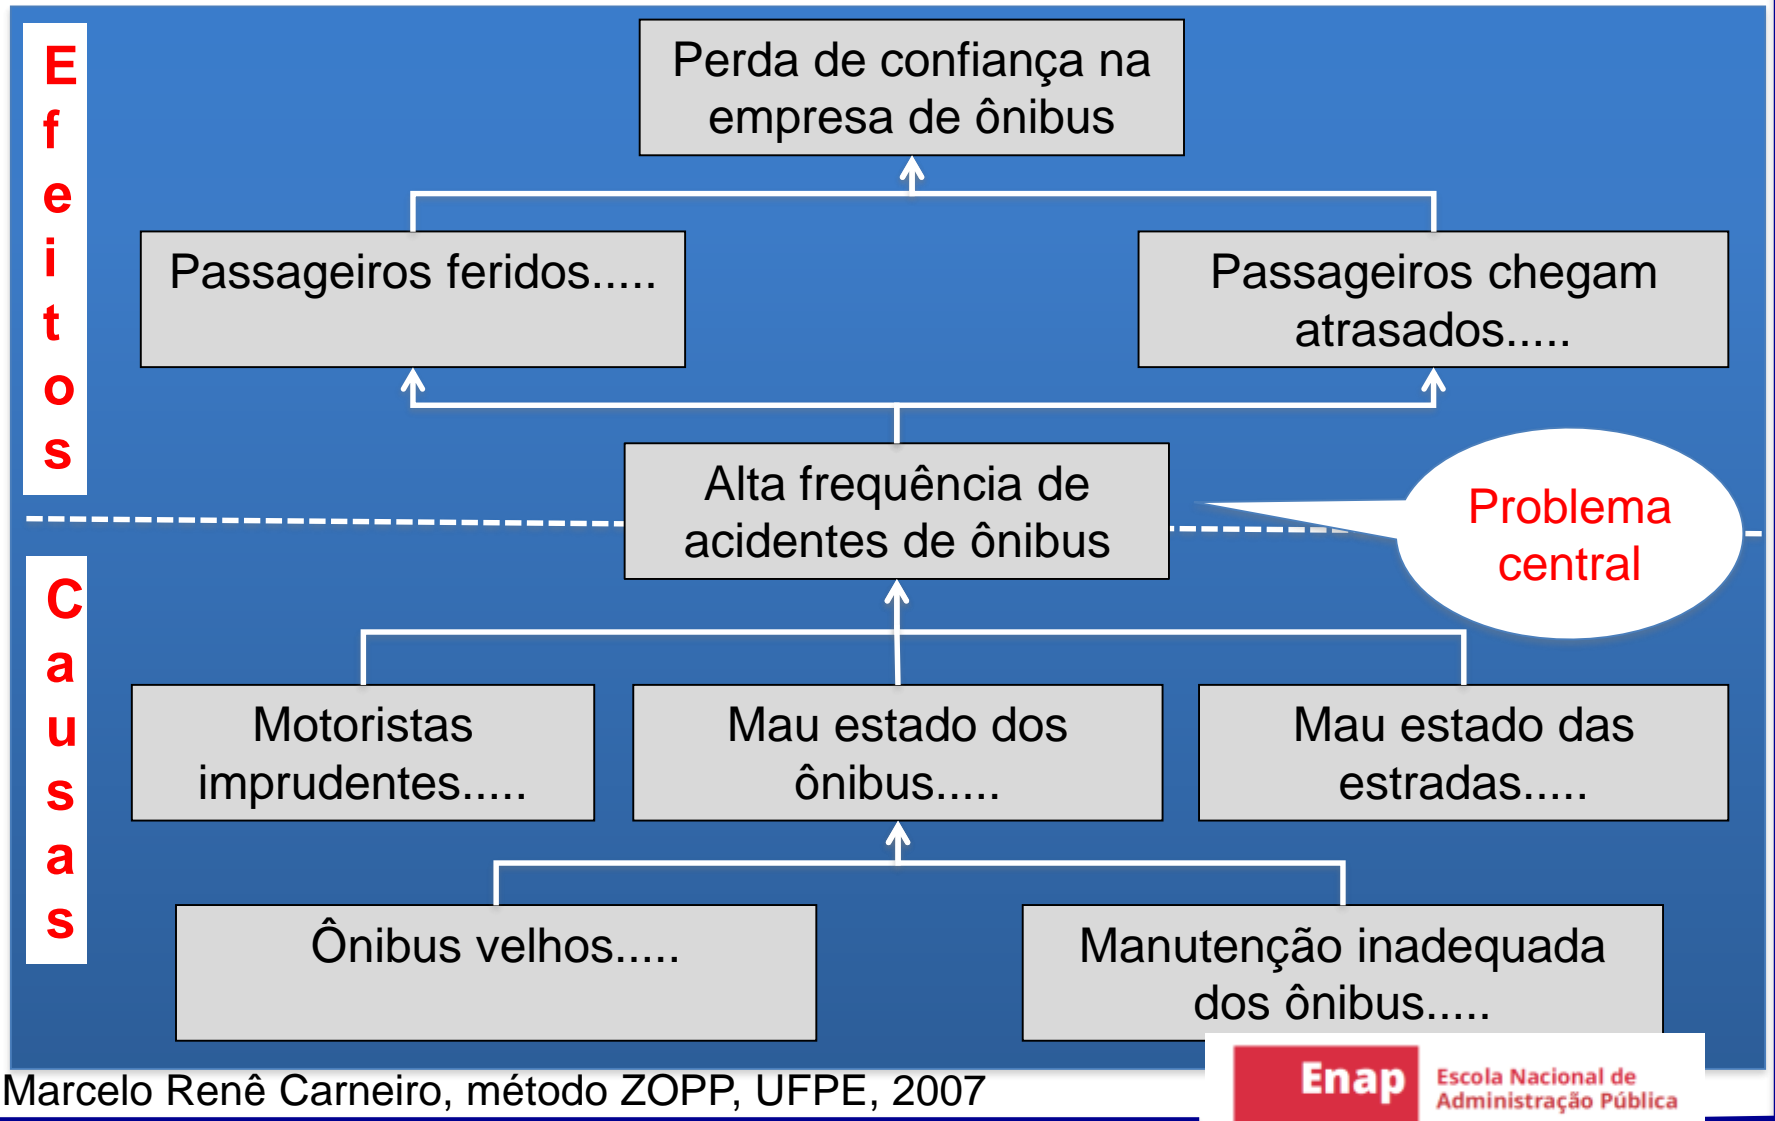 Efeitos
Perda de confiança na
empresa de ônibus
Passageiros feridos.....
Passageiros chegam
atrasados.....
Alta frequência de
acidentes de ônibus
Problema
central
Causas
Motoristas
imprudentes.....
Mau estado dos
ônibus.....
Mau estado das
estradas.....
Ônibus velhos.....
Manutenção inadequada
dos ônibus.....
Marcelo Renê Carneiro, método ZOPP, UFPE, 2007
Enap
Escola Nacional de
Administração Pública